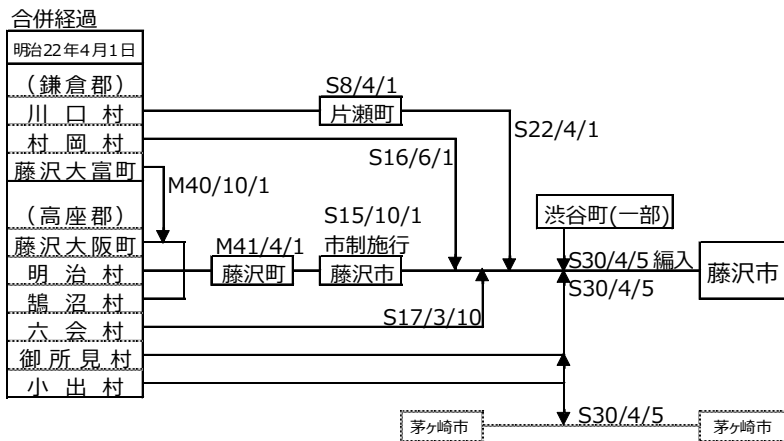 合併経過
明治22年4月1日
(鎌倉郡)
川口村
村岡村
藤沢大富町
(高座郡)
藤沢大阪町
明治村
鵠沼村
六会村
御所見村
小出村
S8/4/1
片瀬町
S22/4/1
S16/6/1
M40/10/1
M41/4/1
藤沢町
S15/10/1
市制施行
藤沢市
渋谷町(一部)
S30/4/5 編入
S30/4/5
藤沢市
S17/3/10
S30/4/5
茅ヶ崎市
茅ヶ崎市